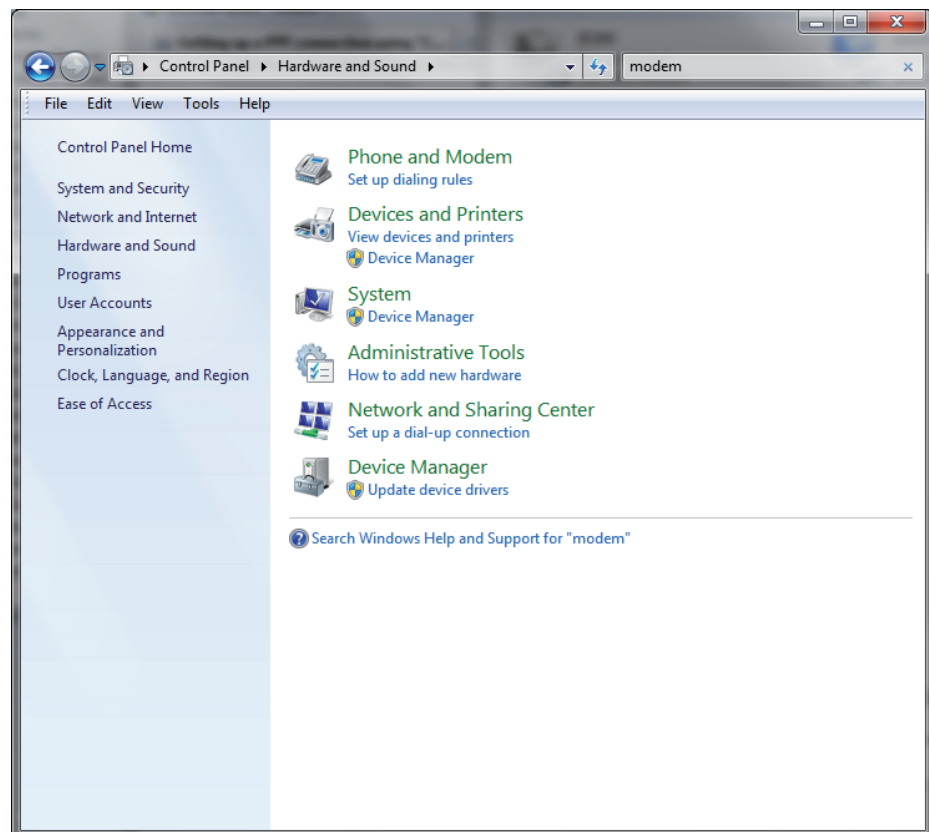 Control Panel Hardware and Sound modem
File Edit View Tools Help
Control Panel Home
System and Security
Network and Internet
Hardware and Sound
Programs
User Accounts
Appearance and
Personalization
Clock, Language, and Region
Ease of Access
Phone and Modem
Set up dialing rules
Devices and Printers
View devices and printers
Device Manager
System
Device Manager
Administrative Tools
How to add new hardware
Network and Sharing Center
Set up a dial-up connection
Device Manager
Update device drivers
Search Windows Help and Support for "modem"